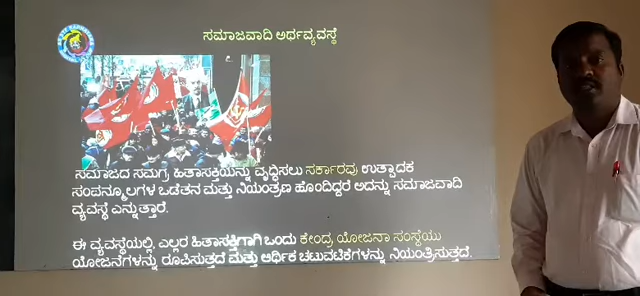 ಸಮಾಜವಾದಿ ಅರ್ಥವ್ಯವಸ್ಥೆ
ಸಮಾಜದ ಸಮಗ್ರ ಹಿತಾಸಕ್ತಿಯನ್ನು ವೃದ್ಧಿಸಲು ಸರ್ಕಾರವು ಉತ್ಪಾದಕ
ಸಂಪನ್ಮೂಲಗಳ ಒಡೆತನ ಮತ್ತು ನಿಯಂತ್ರಣ ಹೊಂದಿದ್ದರೆ ಅದನ್ನು ಸಮಾಜವಾದಿ
ವ್ಯವಸ್ಥೆ ಎನ್ನುತ್ತಾರೆ.
ಈ ವ್ಯವಸ್ಥೆಯಲ್ಲಿ ಎಲ್ಲರ ಹಿತಾಸಕ್ತಿಗಾಗಿ ಒಂದು ಕೇಂದ್ರ ಯೋಜನಾ ಸಂಸ್ಥೆಯು
ಯೋಜನೆಗಳನ್ನು ರೂಪಿಸುತ್ತದೆ ಮತ್ತು ಆರ್ಥಿಕ ಚಟುವಟಿಕೆಗಳನ್ನು ನಿಯಂತ್ರಿಸುತ್ತದೆ.